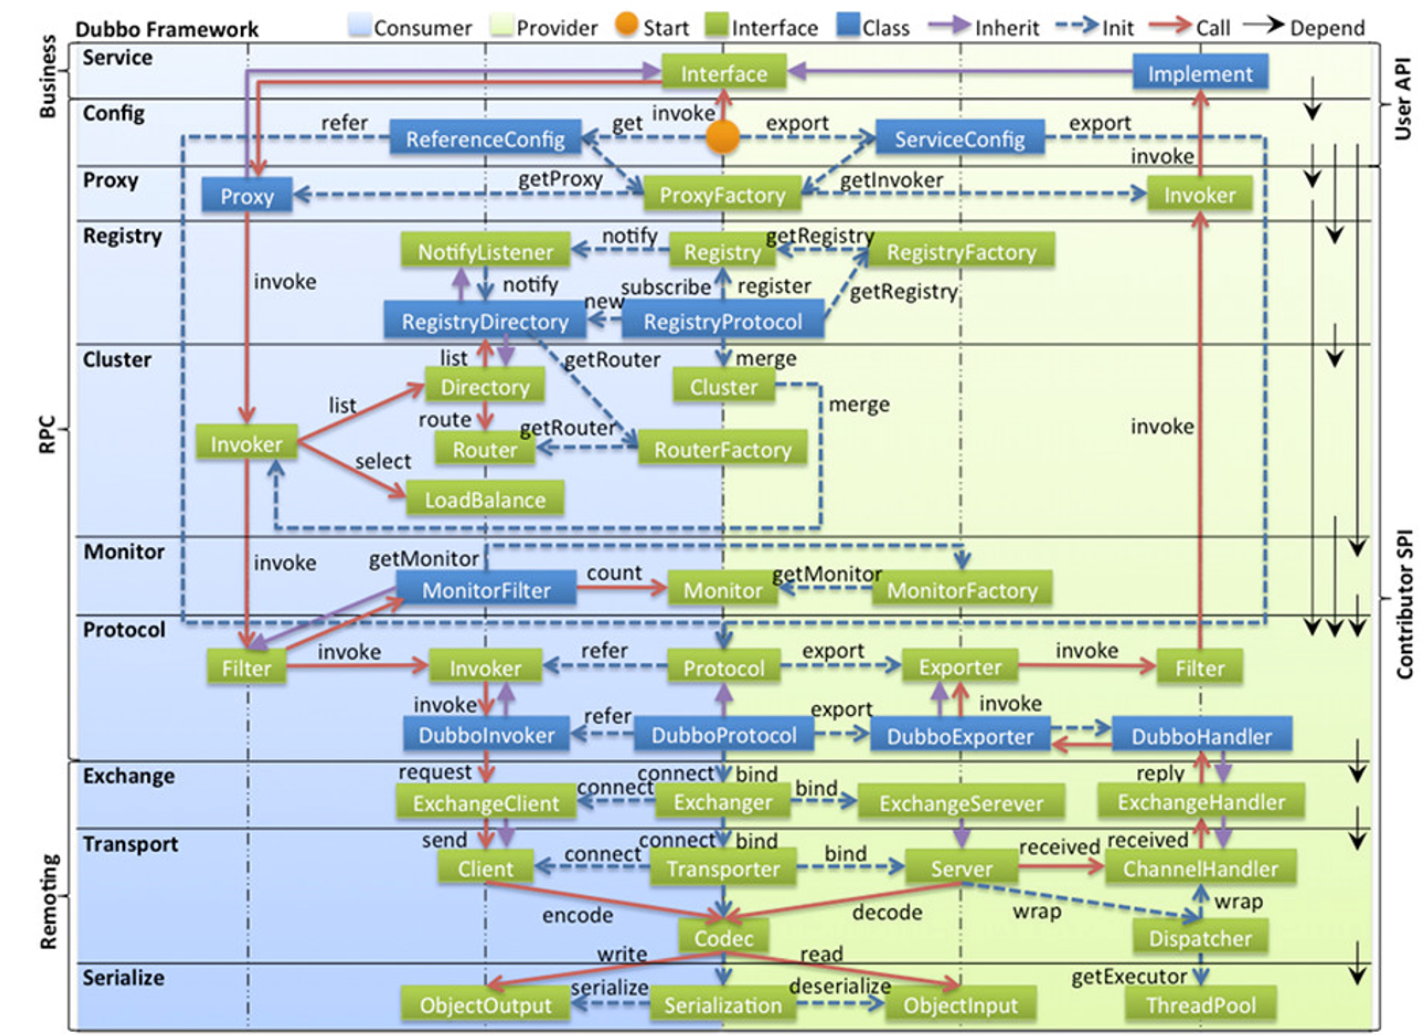 Dubbo Framework
Consumer
Provider
Start
Interface
Class
Inherit
Init
Call
Depend
Business
Service
Interface
Implement
User API
Config
refer
ReferenceConfig
get
invoke
export
ServiceConfig
export
invoke
Proxy
Proxy
getProxy
ProxyFactory
getInvoker
Invoker
Registry
NotifyListener
notify
Registry
getRegistry
RegistryFactory
invoke
notify
subscribe
register
getRegistry
new
RegistryDirectory
RegistryProtocol
RPC
Cluster
list
getRouter
merge
Directory
Cluster
list
merge
route
getRouter
invoke
Invoker
Router
RouterFactory
select
LoadBalance
Contributor SPI
Monitor
invoke
getMonitor
MonitorFilter
count
Monitor
getMonitor
MonitorFactory
Protocol
Filter
invoke
Invoker
refer
Protocol
export
Exporter
invoke
Filter
invoke
refer
export
invoke
DubboInvoker
DubboProtocol
DubboExporter
DubboHandler
Remoting
Exchange
request
connect
bind
reply
ExchangeClient
connect
Exchanger
bind
ExchangeSerever
ExchangeHandler
Transport
send
connect
bind
received
received
Client
connect
Transporter
bind
Server
ChannelHandler
encode
decode
wrap
wrap
Codec
Dispatcher
write
read
Serialize
getExecutor
ObjectOutput
serialize
Serialization
deserialize
ObjectInput
ThreadPool